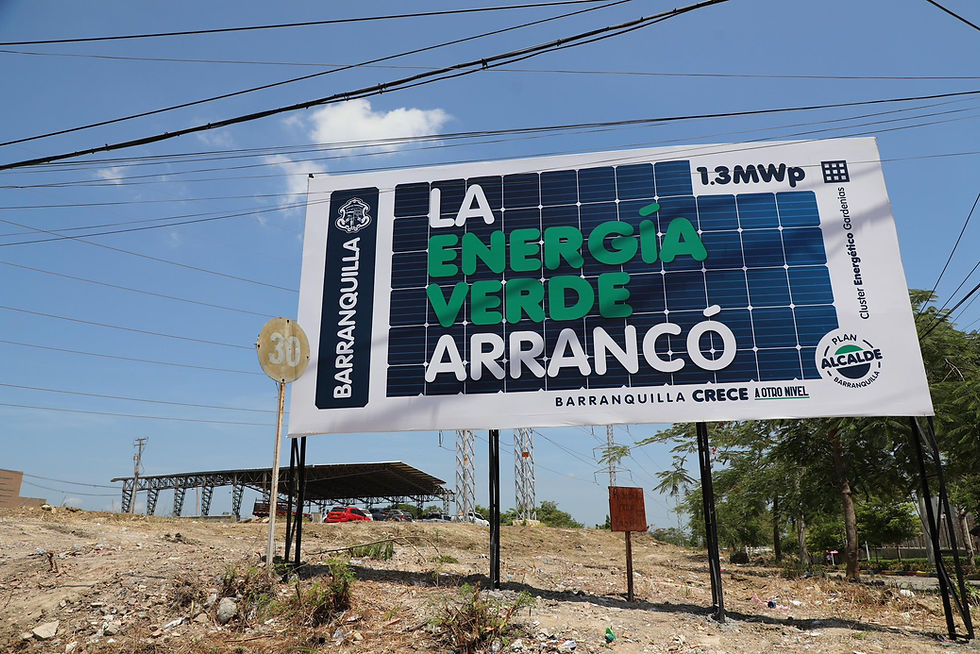 30
BARRANQUILLA
LA
ENERGÍA
VERDE
ARRANCÓ
1.3MWp
Cluster Energético Gardenias
PLAN
ALCALDE
BARRANQUILLA
BARRANQUILLA CRECE A OTRO NIVEL